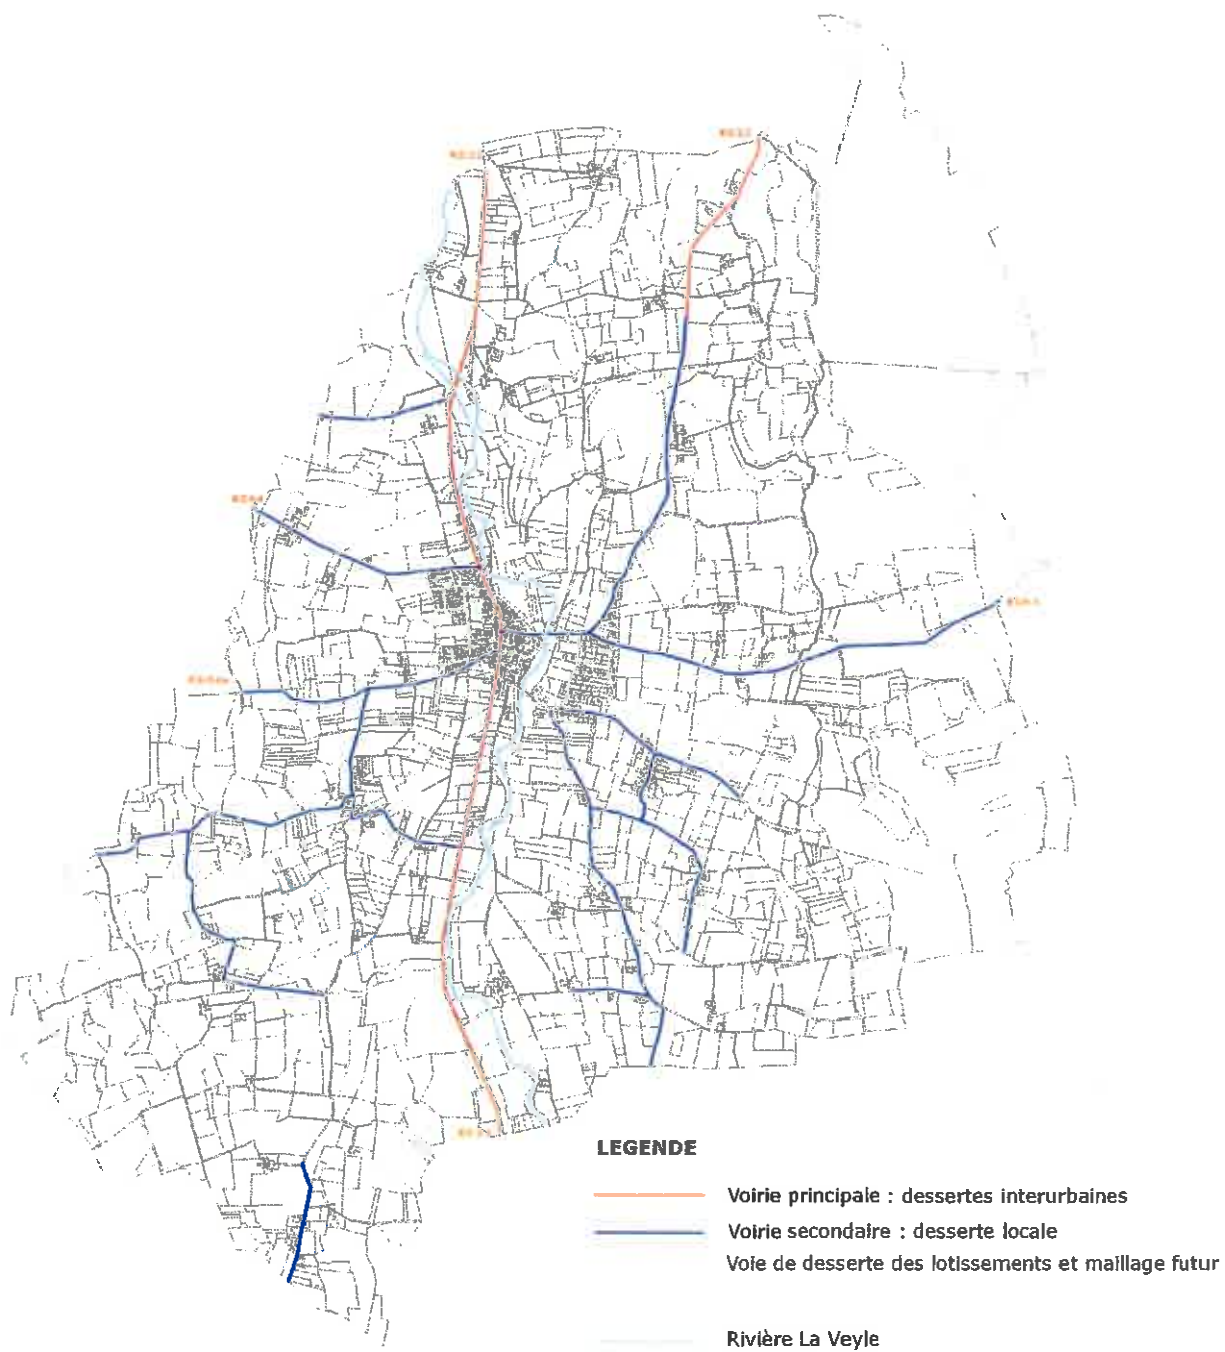 LEGENDE
Voirie principale : dessertes interurbaines
Voirie secondaire : desserte locale
Voie de desserte des lotissements et maillage futur
Rivière La Veyle